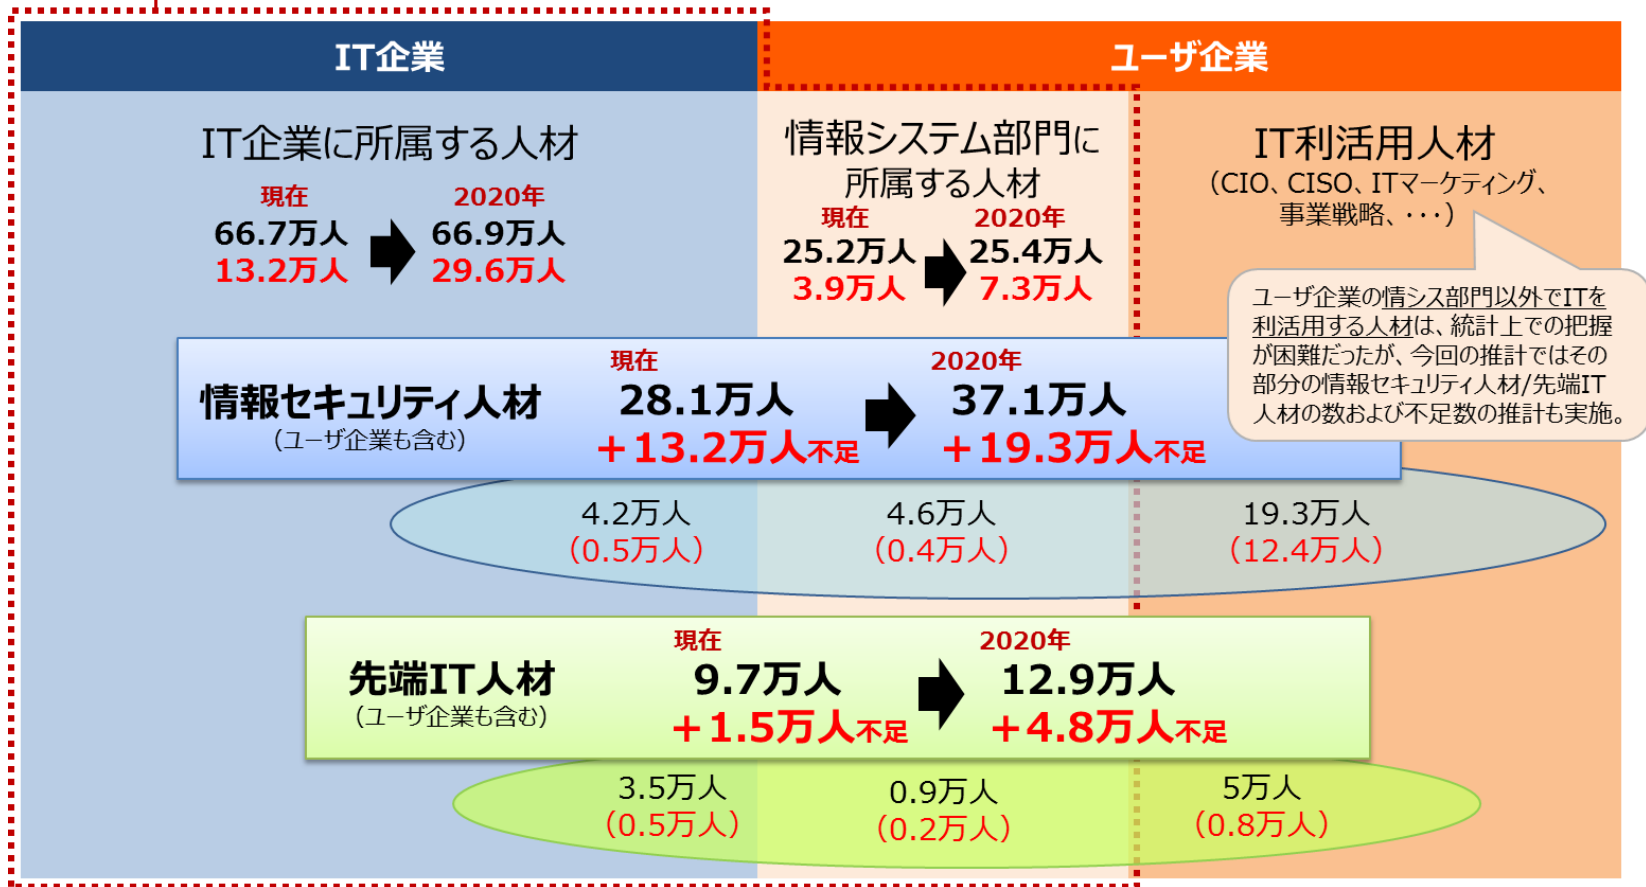 IT企業
ユーザ企業
IT企業に所属する人材
現在
2020年
66.7万人
66.9万人
13.2万人
29.6万人
情報システム部門に
所属する人材
現在
2020年
25.2万人
25.4万人
3.9万人
7.3万人
IT利活用人材
（CIO、CISO、ITマーケティング、
事業戦略、・・・）
ユーザ企業の情シス部門以外でITを
利活用する人材は、統計上での把握
が困難だったが、今回の推計ではその
部分の情報セキュリティ人材/先端IT
人材の数および不足数の推計も実施。
情報セキュリティ人材
（ユーザ企業も含む）
現在
2020年
28.1万人
37.1万人
＋13.2万人不足
＋19.3万人不足
4.2万人
（0.5万人）
4.6万人
（0.4万人）
19.3万人
（12.4万人）
先端IT人材
（ユーザ企業も含む）
現在
2020年
9.7万人
12.9万人
＋1.5万人不足
＋4.8万人不足
3.5万人
（0.5万人）
0.9万人
（0.2万人）
5万人
（0.8万人）